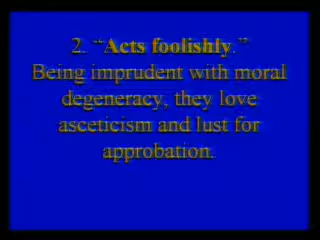 2. “Acts foolishly.”
Being imprudent with moral
degeneracy, they love
asceticism and lust for
approbation.